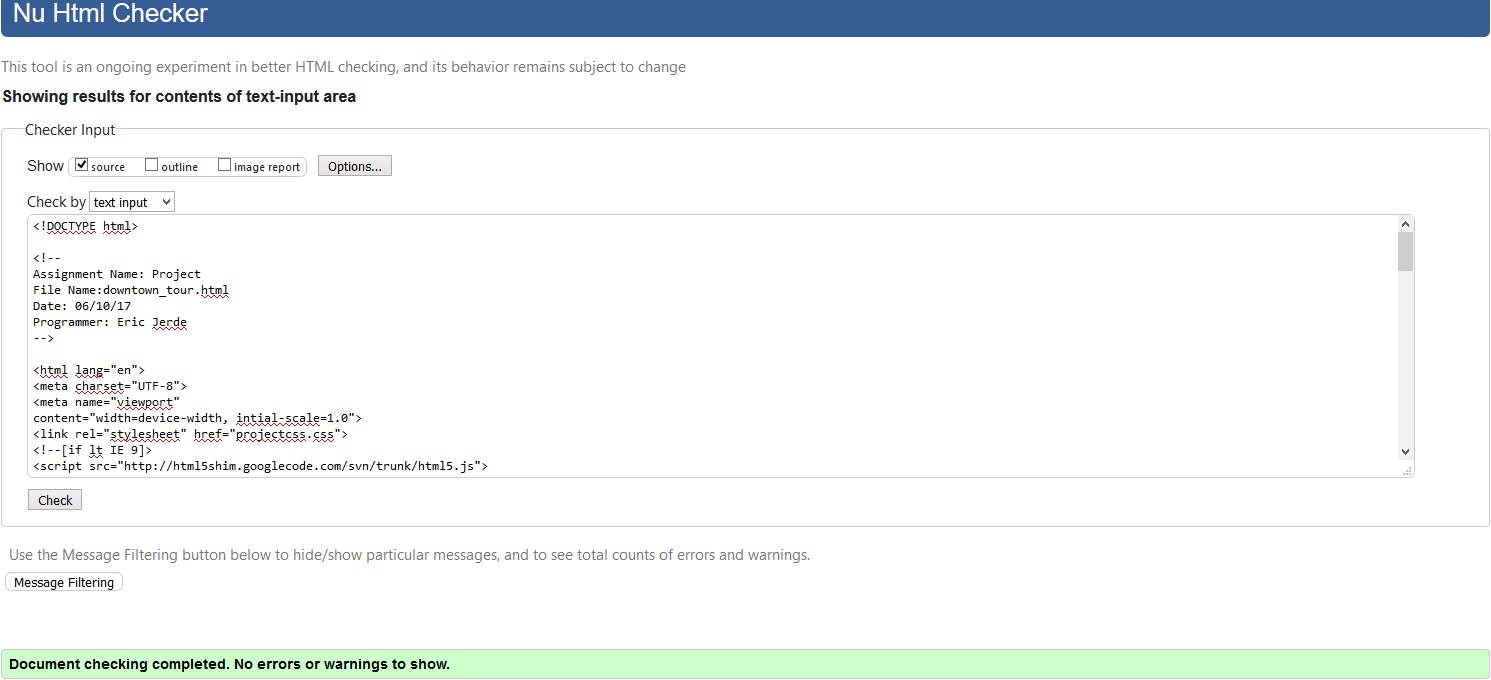 Nu Html Checker
This tool is an ongoing experiment in better HTML checking, and its behavior remains subject to change
Showing results for contents of text-input area
Checker Input
Show source outline image report Options...
Check by text input
<!DOCTYPE html>
<!--
Assignment Name: Project
File Name:downtown_tour.html
Date: 06/10/17
Programmer: Eric Jerde
-->
<html lang="en">
<meta charset="UTF-8">
<meta name="viewport"
content="width=device-width, intial-scale=1.0">
<link rel="stylesheet" href="projectcss.css">
<!--[if lt IE 9]>
<script src="http://html5shim.googlecode.com/svn/trunk/html5.js">
Check
Use the Message Filtering button below to hide/show particular messages, and to see total counts of errors and warnings.
Message Filtering
Document checking completed. No errors or warnings to show.